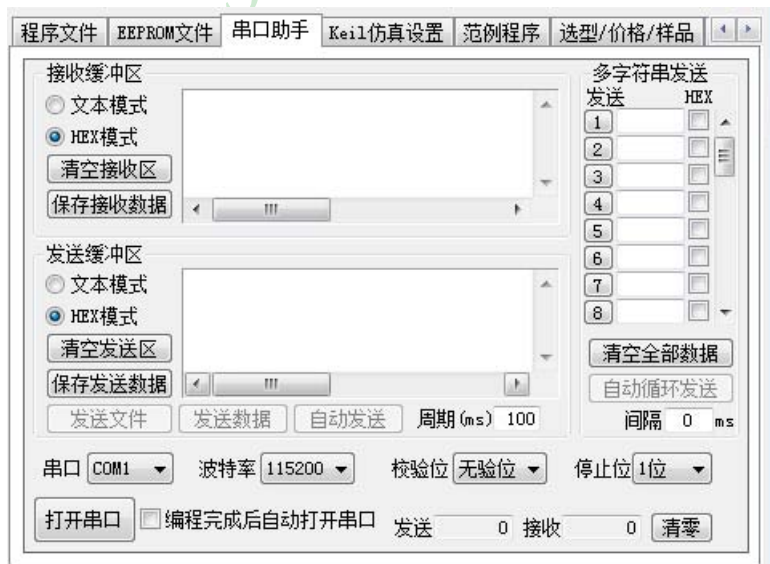 程序文件 EEPROM文件 串口助手 Keil仿真设置 范例程序 选型/价格/样品
接收缓冲区
文本模式
HEX模式
清空接收区
保存接收数据
多字符串发送
发送 HEX
1
2
3
4
5
6
7
8
发送缓冲区
文本模式
HEX模式
清空发送区
保存发送数据
清空全部数据
自动循环发送
发送文件 发送数据 自动发送 周期(ms) 100
间隔 0 ms
串口 COM1 波特率 115200 校验位 无验位 停止位 1位
打开串口 编程完成后自动打开串口 发送 0 接收 0 清零